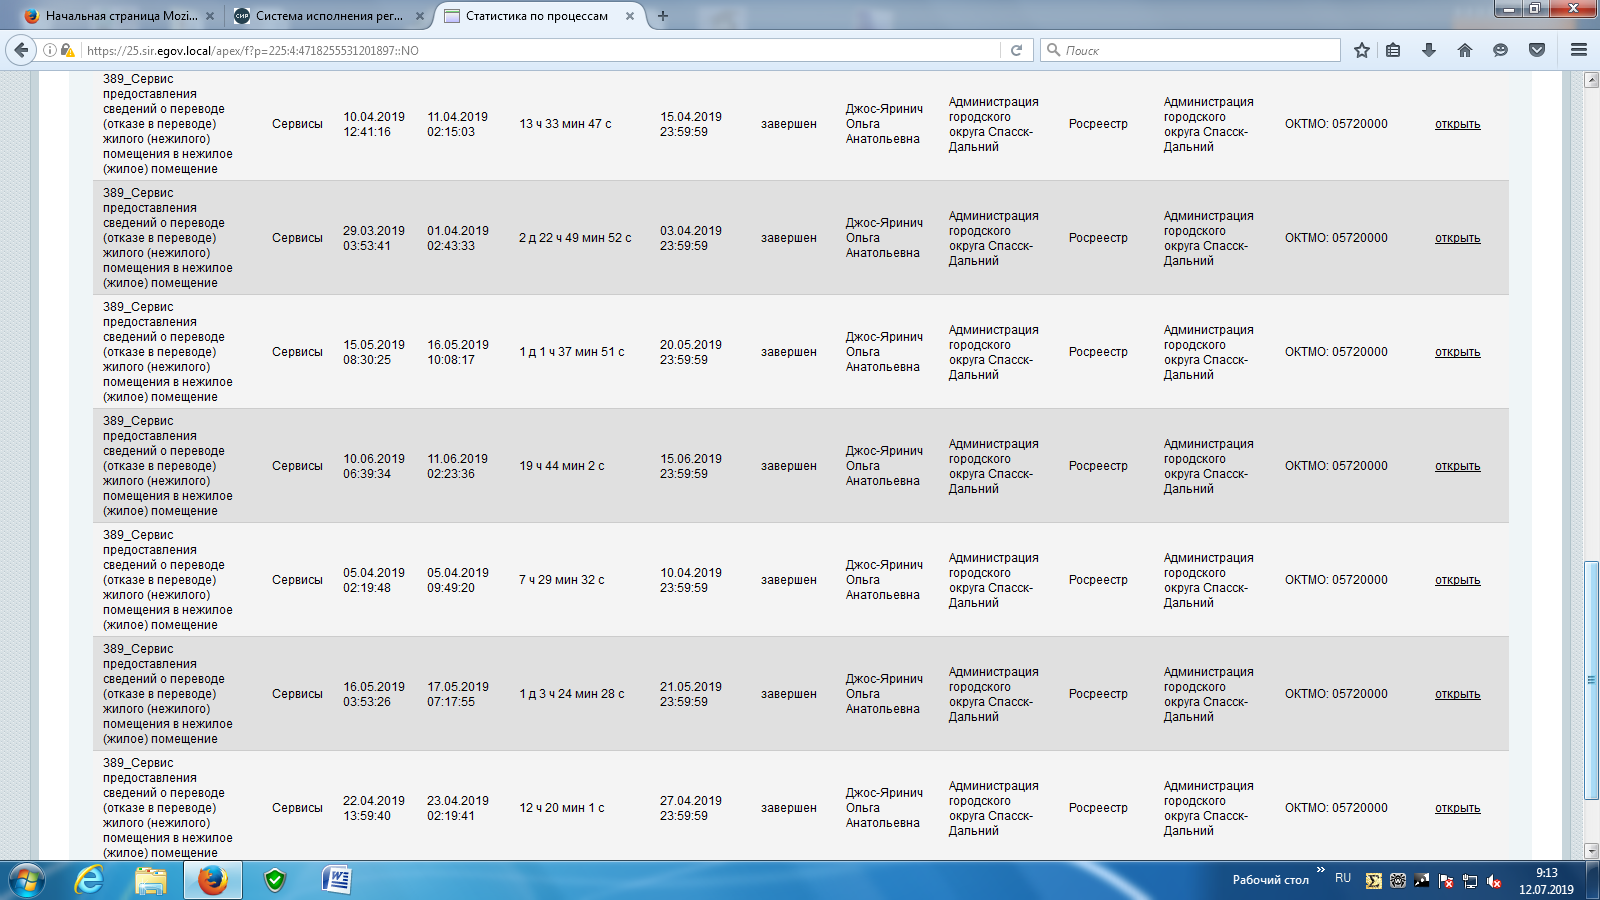 Начальная страница Mozi...
Система исполнения рег...
Статистика по процессам
https://25.sir.egov.local/apex/f?p=225:4:4718255531201897::NO
Поиск
389_Сервис
предоставления
сведений о переводе
(отказе в переводе)
жилого (нежилого)
помещения в нежилое
(жилое) помещение
Сервисы
10.04.2019
12:41:16
11.04.2019
02:15:03
13 ч 33 мин 47 с
15.04.2019
23:59:59
завершен
Джос-Яринич
Ольга
Анатольевна
Администрация
городского
округа Спасск-
Дальний
Росреестр
Администрация
городского
округа Спасск-
Дальний
ОКТМО: 05720000
открыть
389_Сервис
предоставления
сведений о переводе
(отказе в переводе)
жилого (нежилого)
помещения в нежилое
(жилое) помещение
Сервисы
29.03.2019
03:53:41
01.04.2019
02:43:33
2 д 22 ч 49 мин 52 с
03.04.2019
23:59:59
завершен
Джос-Яринич
Ольга
Анатольевна
Администрация
городского
округа Спасск-
Дальний
Росреестр
Администрация
городского
округа Спасск-
Дальний
ОКТМО: 05720000
открыть
389_Сервис
предоставления
сведений о переводе
(отказе в переводе)
жилого (нежилого)
помещения в нежилое
(жилое) помещение
Сервисы
15.05.2019
08:30:25
16.05.2019
10:08:17
1 д 1 ч 37 мин 51 с
20.05.2019
23:59:59
завершен
Джос-Яринич
Ольга
Анатольевна
Администрация
городского
округа Спасск-
Дальний
Росреестр
Администрация
городского
округа Спасск-
Дальний
ОКТМО: 05720000
открыть
389_Сервис
предоставления
сведений о переводе
(отказе в переводе)
жилого (нежилого)
помещения в нежилое
(жилое) помещение
Сервисы
10.06.2019
06:39:34
11.06.2019
02:23:36
19 ч 44 мин 2 с
15.06.2019
23:59:59
завершен
Джос-Яринич
Ольга
Анатольевна
Администрация
городского
округа Спасск-
Дальний
Росреестр
Администрация
городского
округа Спасск-
Дальний
ОКТМО: 05720000
открыть
389_Сервис
предоставления
сведений о переводе
(отказе в переводе)
жилого (нежилого)
помещения в нежилое
(жилое) помещение
Сервисы
05.04.2019
02:19:48
05.04.2019
09:49:20
7 ч 29 мин 32 с
10.04.2019
23:59:59
завершен
Джос-Яринич
Ольга
Анатольевна
Администрация
городского
округа Спасск-
Дальний
Росреестр
Администрация
городского
округа Спасск-
Дальний
ОКТМО: 05720000
открыть
389_Сервис
предоставления
сведений о переводе
(отказе в переводе)
жилого (нежилого)
помещения в нежилое
(жилое) помещение
Сервисы
16.05.2019
03:53:26
17.05.2019
07:17:55
1 д 3 ч 24 мин 28 с
21.05.2019
23:59:59
завершен
Джос-Яринич
Ольга
Анатольевна
Администрация
городского
округа Спасск-
Дальний
Росреестр
Администрация
городского
округа Спасск-
Дальний
ОКТМО: 05720000
открыть
389_Сервис
предоставления
сведений о переводе
(отказе в переводе)
жилого (нежилого)
помещения в нежилое
(жилое) помещение
Сервисы
22.04.2019
13:59:40
23.04.2019
02:19:41
12 ч 20 мин 1 с
27.04.2019
23:59:59
завершен
Джос-Яринич
Ольга
Анатольевна
Администрация
городского
округа Спасск-
Дальний
Росреестр
Администрация
городского
округа Спасск-
Дальний
ОКТМО: 05720000
открыть
Рабочий стол
RU
9:13
12.07.2019